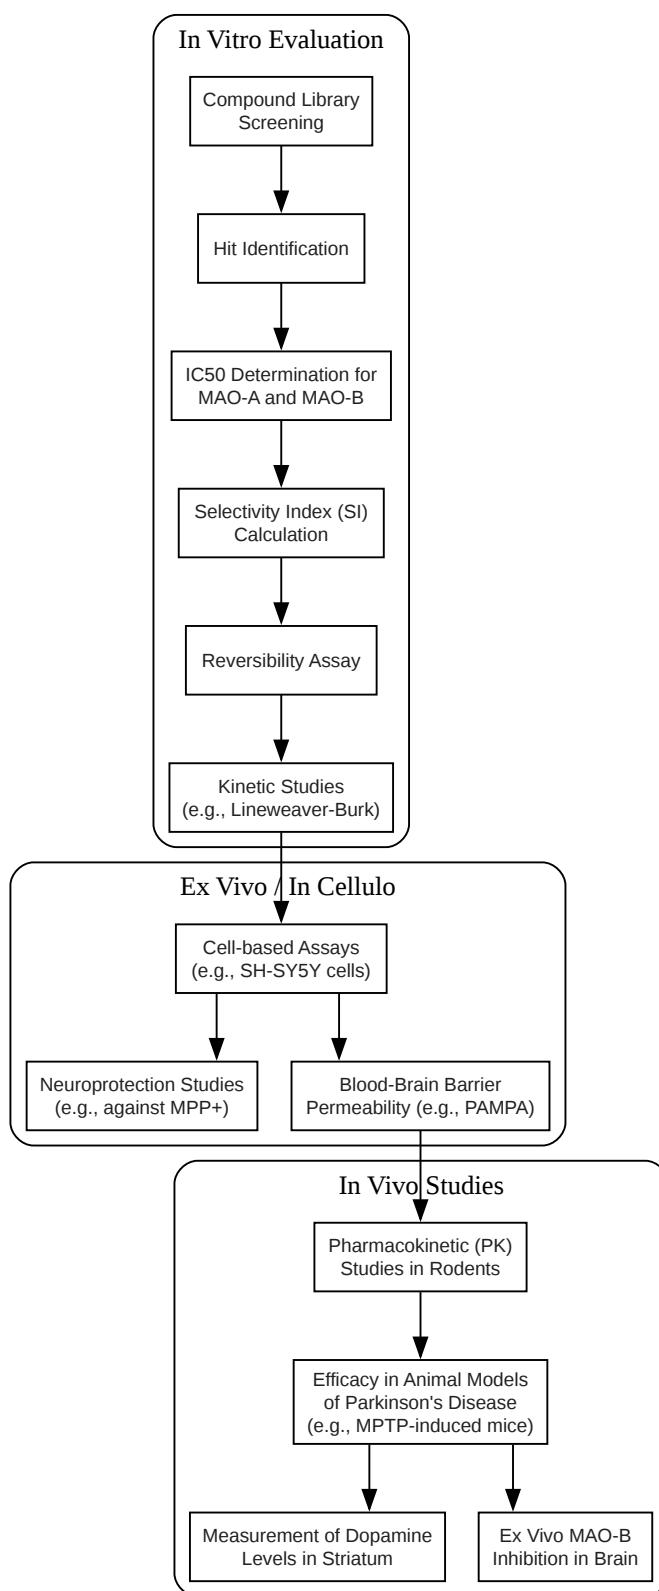 In Vitro Evaluation
Compound Library
Screening
Hit Identification
IC50 Determination for
MAO-A and MAO-B
Selectivity Index (SI)
Calculation
Reversibility Assay
Kinetic Studies
(e.g., Lineweaver-Burk)
Ex Vivo / In Cellulo
Cell-based Assays
(e.g., SH-SY5Y cells)
Neuroprotection Studies
(e.g., against MPP+)
Blood-Brain Barrier
Permeability (e.g., PAMPA)
In Vivo Studies
Pharmacokinetic (PK)
Studies in Rodents
Efficacy in Animal Models
of Parkinson's Disease
(e.g., MPTP-induced mice)
Measurement of Dopamine
Levels in Striatum
Ex Vivo MAO-B
Inhibition in Brain